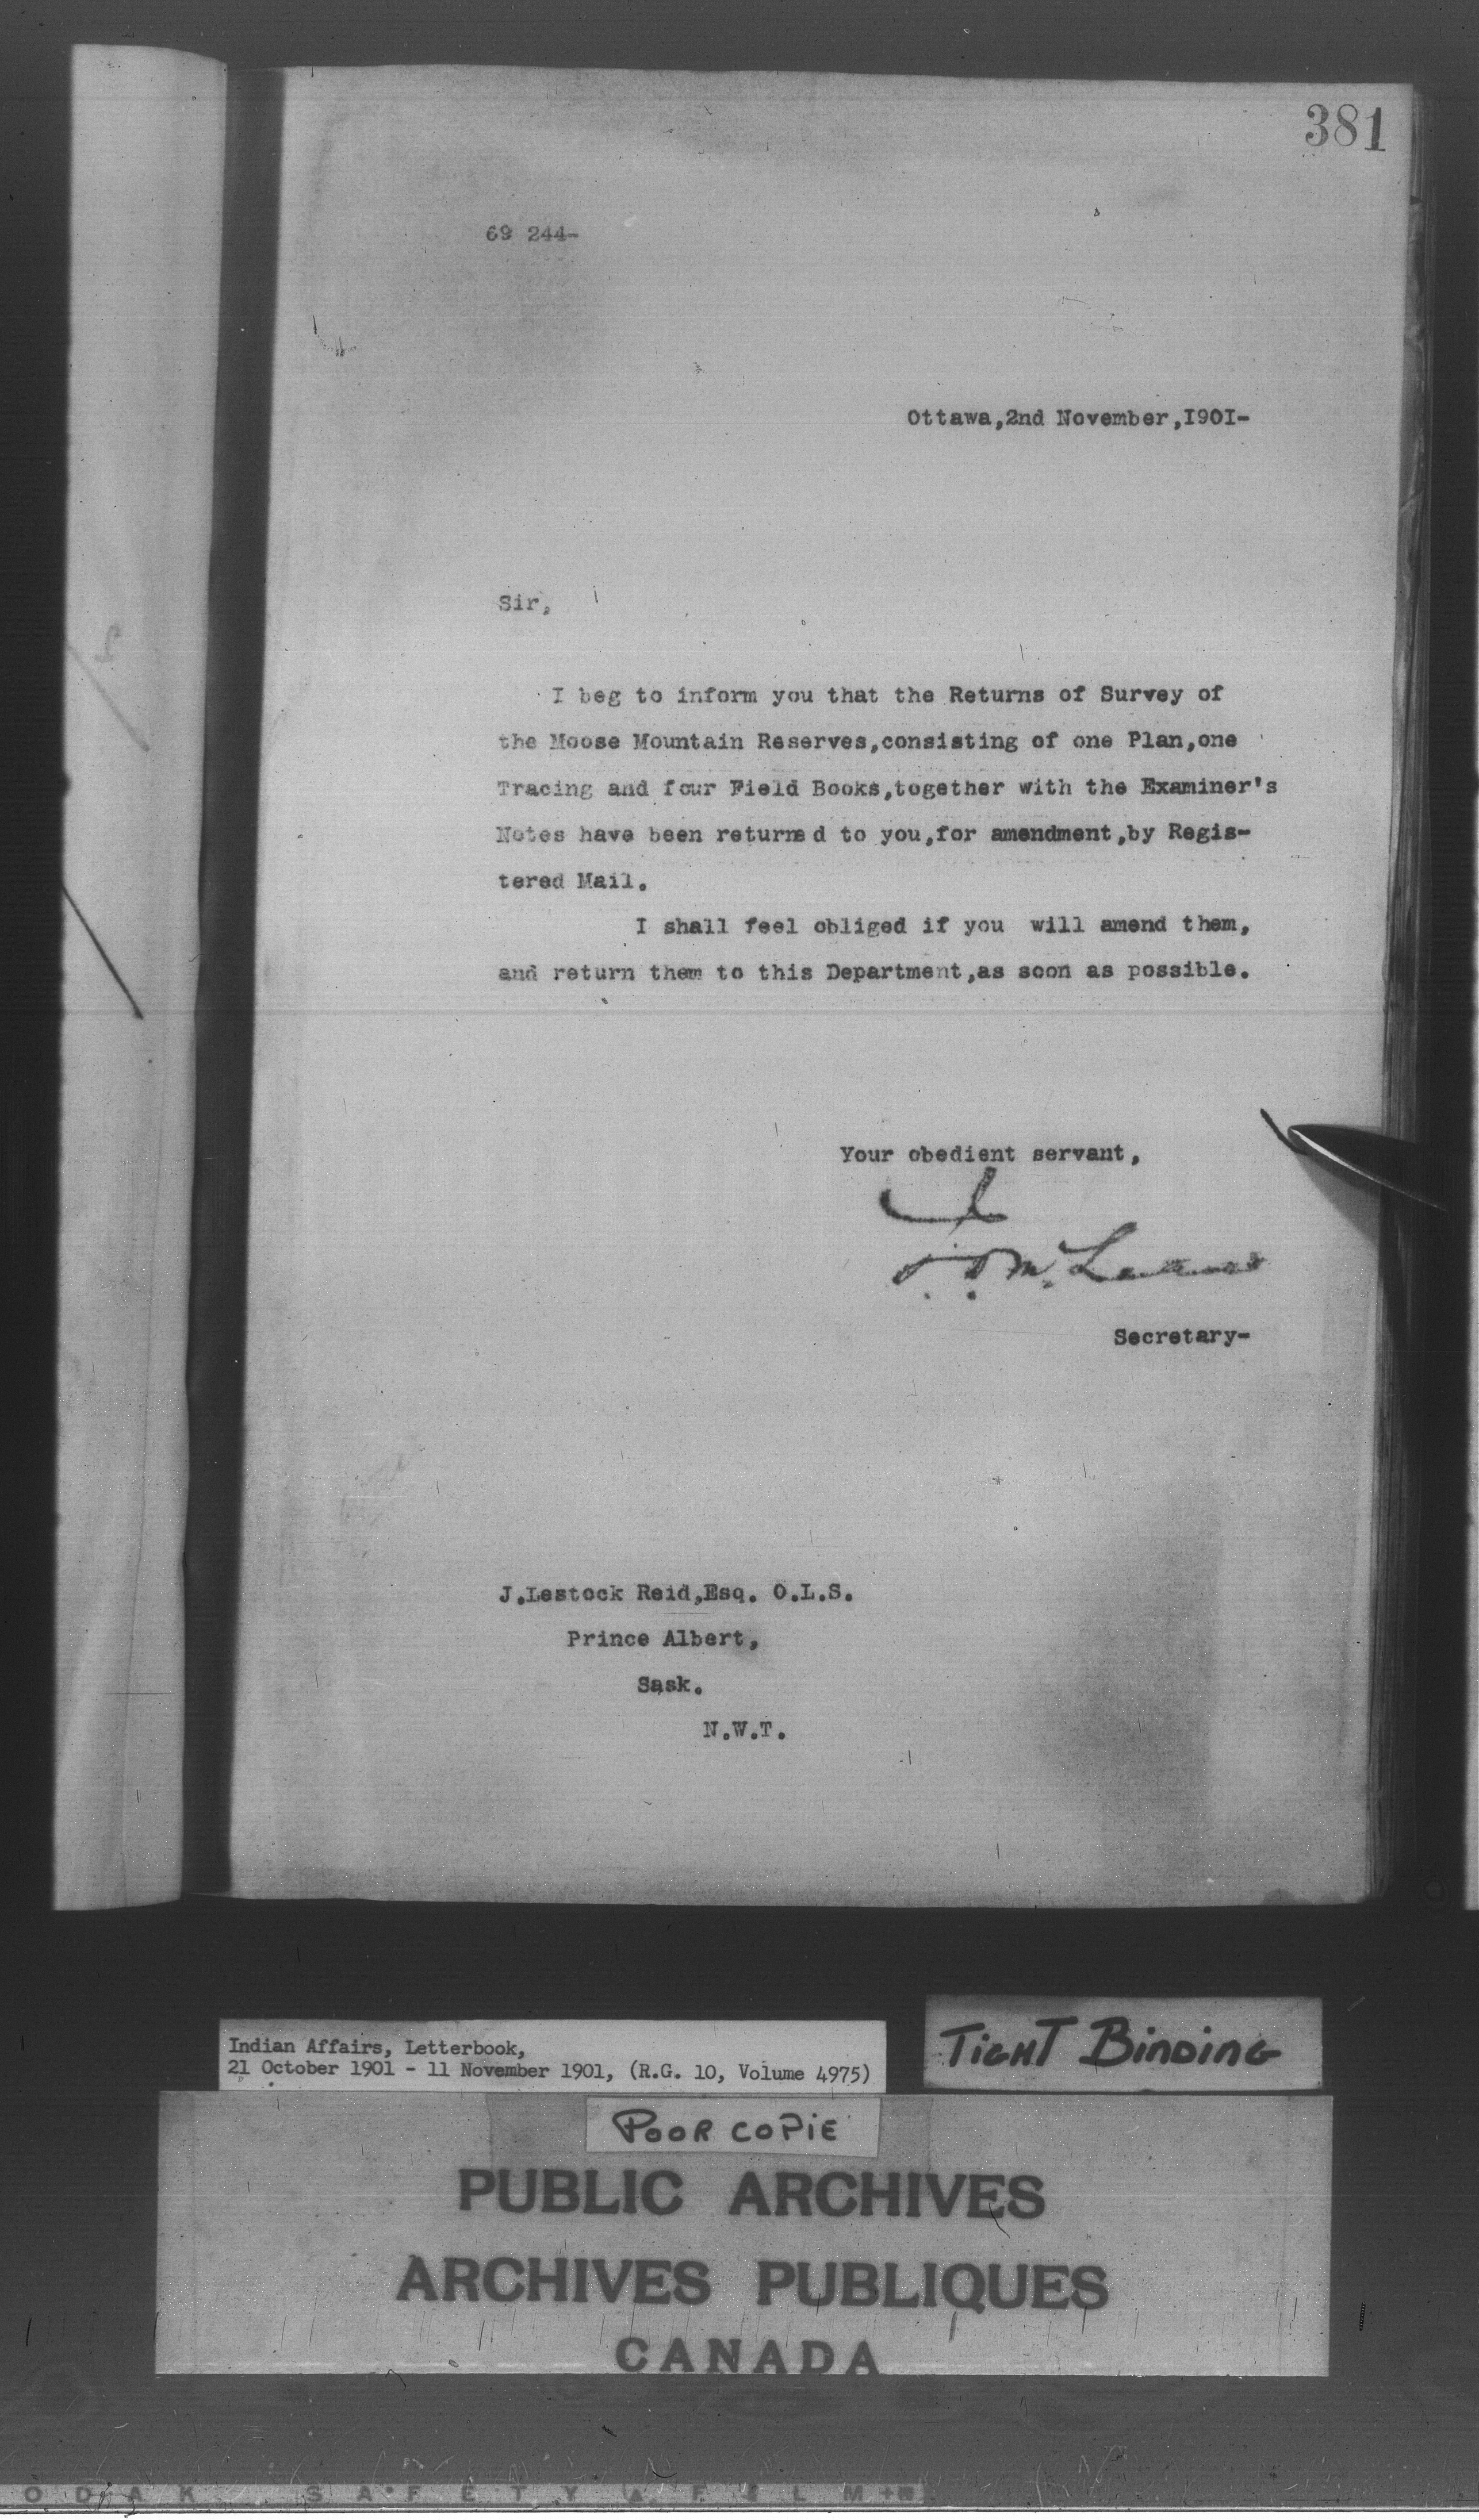 381
69 244-
Ottawa,2nd November,I90I-
Sir,
I beg to inform you that the Returns of Survey of
the Moose Mountain Reserves,consisting of one Plan,one
Tracing and four Field Books,together with the Examiner's
Notes have been returned to you,for amendment,by Regis-
tered Mail.
I shall feel obliged if you will amend them,
and return them to this Department,as soon as possible.
Your obedient servant,
McLean
Secretary-
J.Lestock Reid,Esq. O.L.S.
Prince Albert,
Sask.
N.W.T.
Indian Affairs, Letterbook,
21 October 1901 - 11 November 1901, (R.G. 10, Volume 4975)
TIGHT BINDING
POOR COPIE
PUBLIC ARCHIVES
ARCHIVES PUBLIQUES
CANADA
ODAK SAFETY FILM